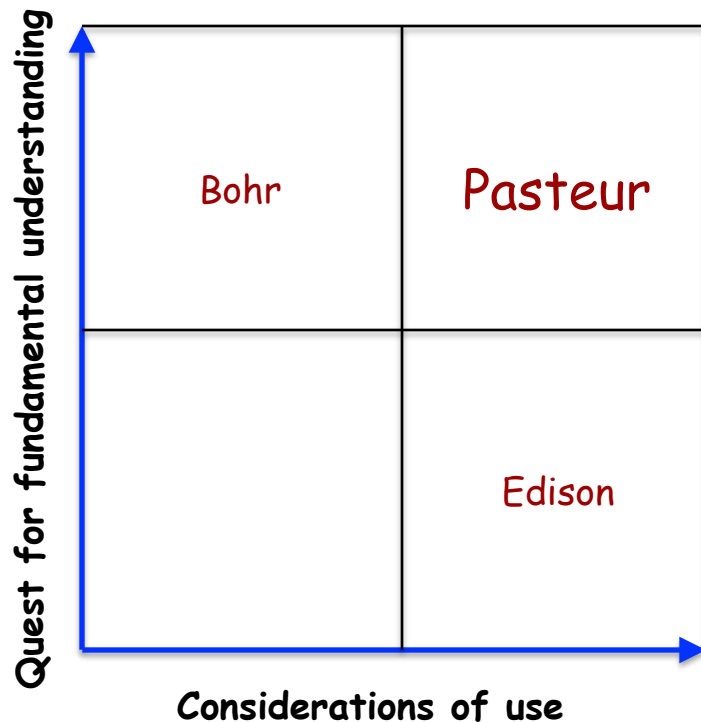 Quest for fundamental understanding
Bohr
Pasteur
Edison
Considerations of use